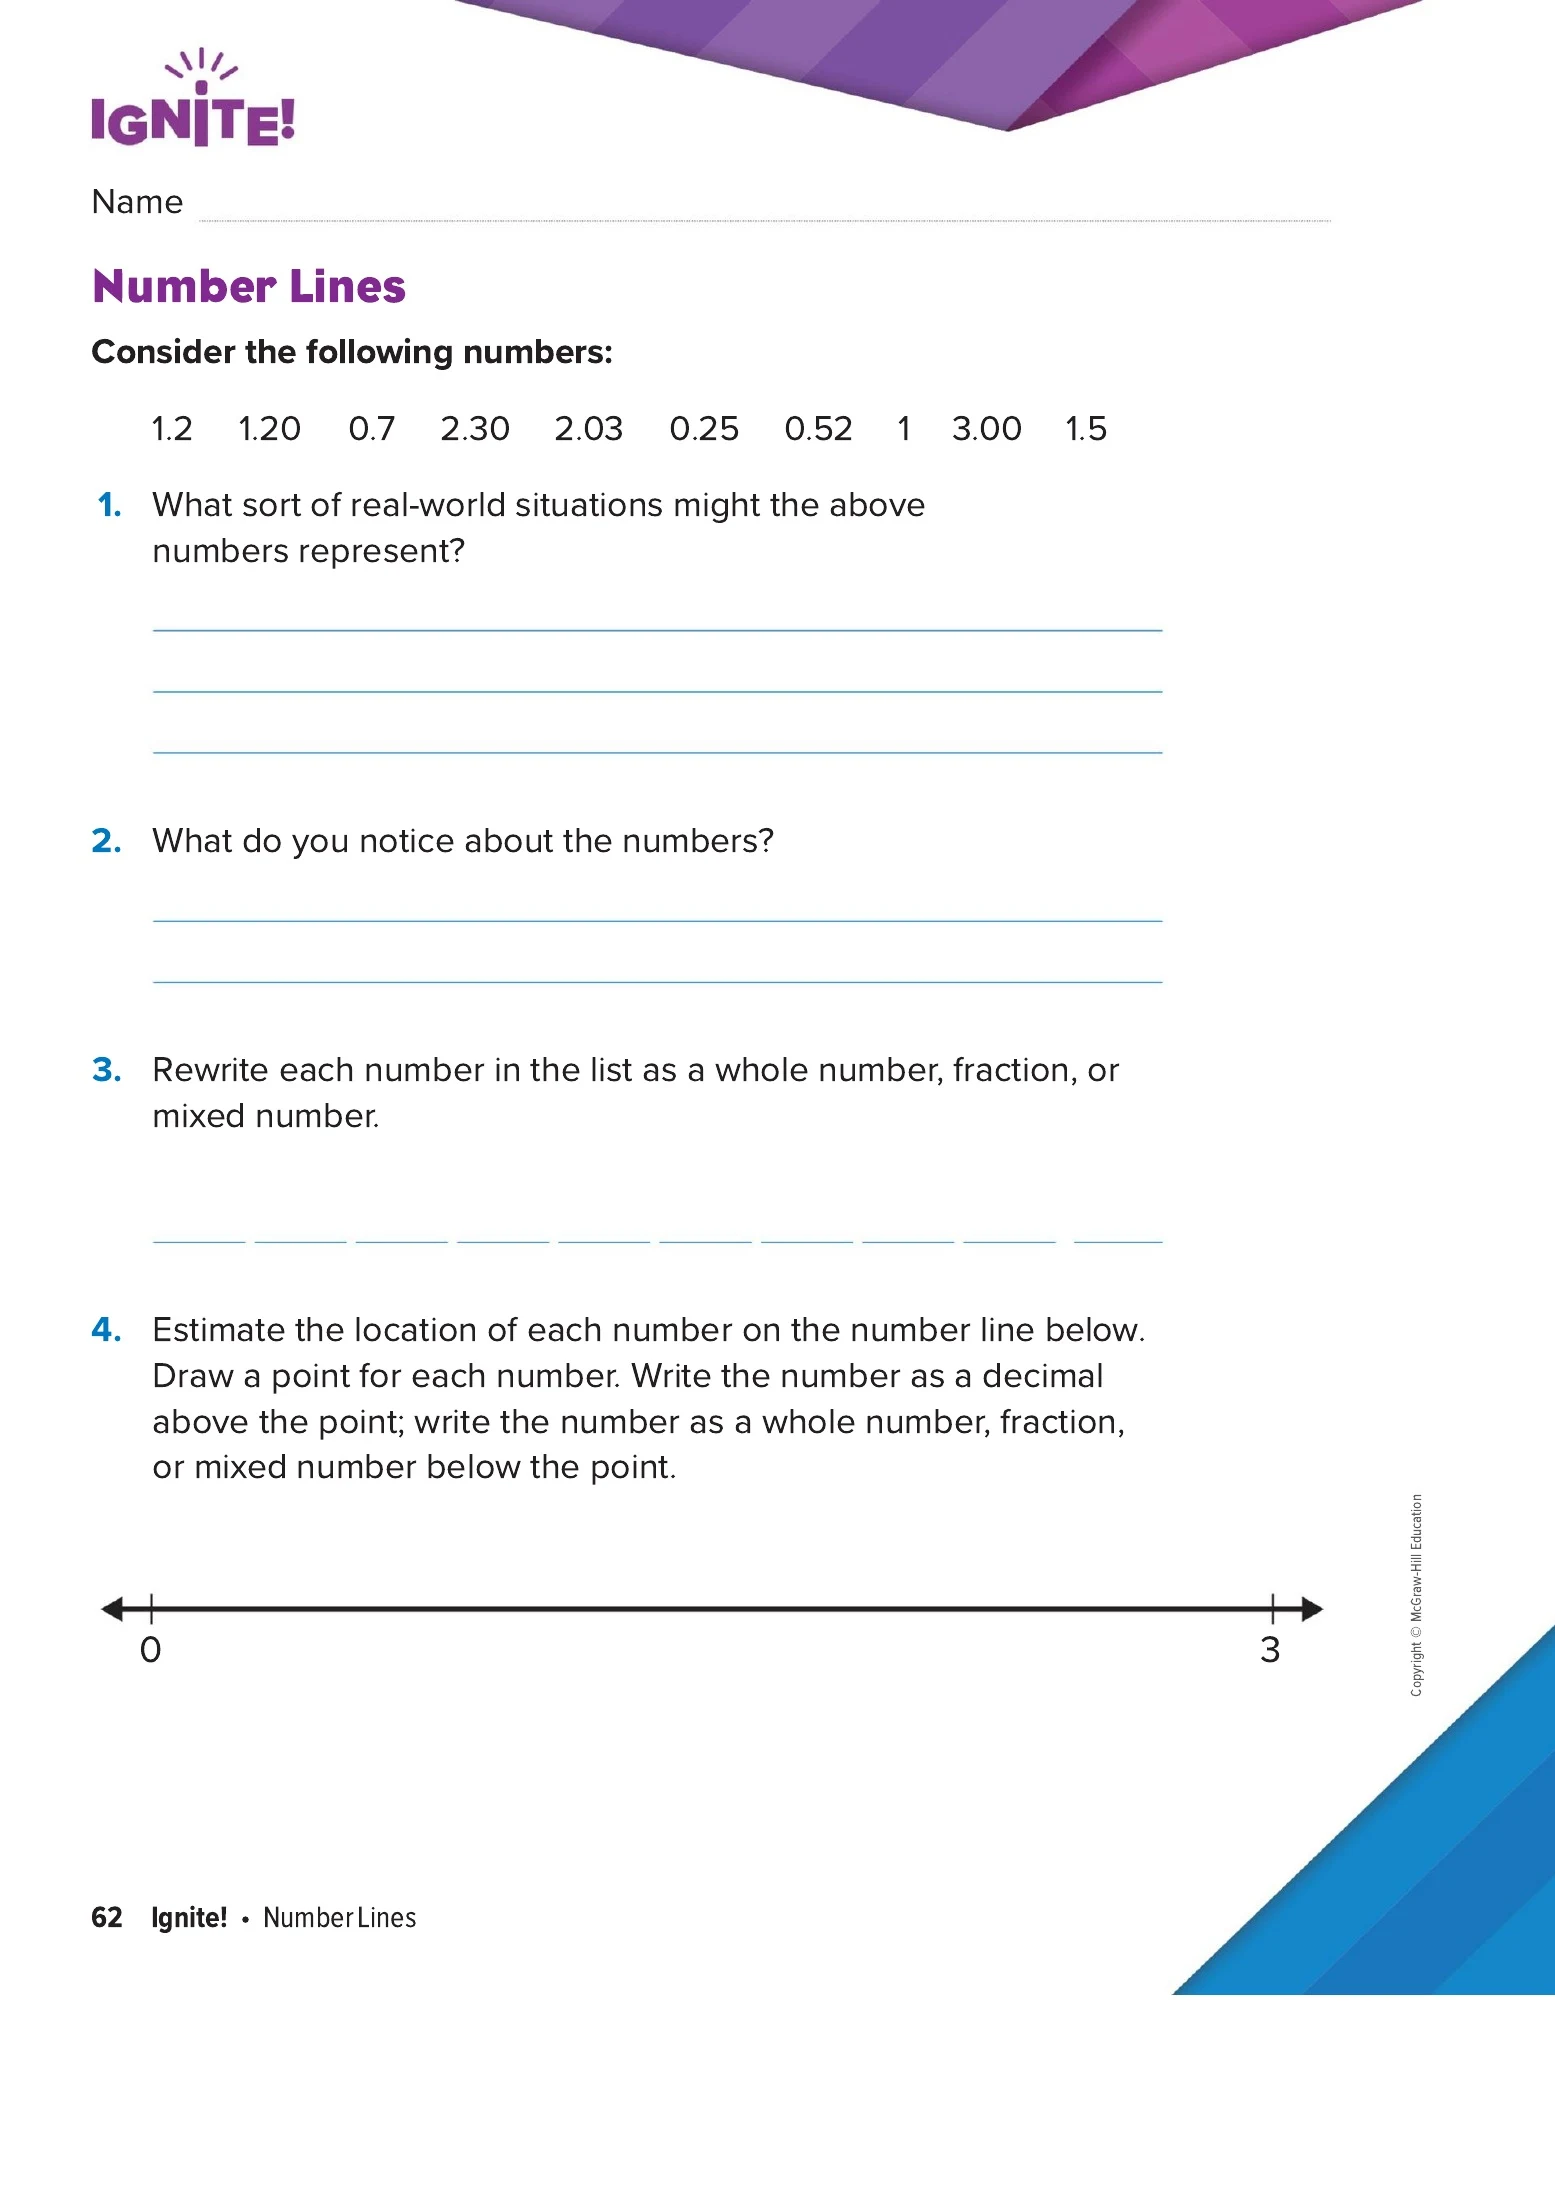 IGNiTE!
Name
Number Lines
Consider the following numbers:
1.2 1.20 0.7 2.30 2.03 0.25 0.52 1 3.00 1.5
1. What sort of real-world situations might the above
numbers represent?
2. What do you notice about the numbers?
3. Rewrite each number in the list as a whole number, fraction, or
mixed number.
4. Estimate the location of each number on the number line below.
Draw a point for each number. Write the number as a decimal
above the point; write the number as a whole number, fraction,
or mixed number below the point.
0 3
Copyright © McGraw-Hill Education
62 Ignite! • Number Lines